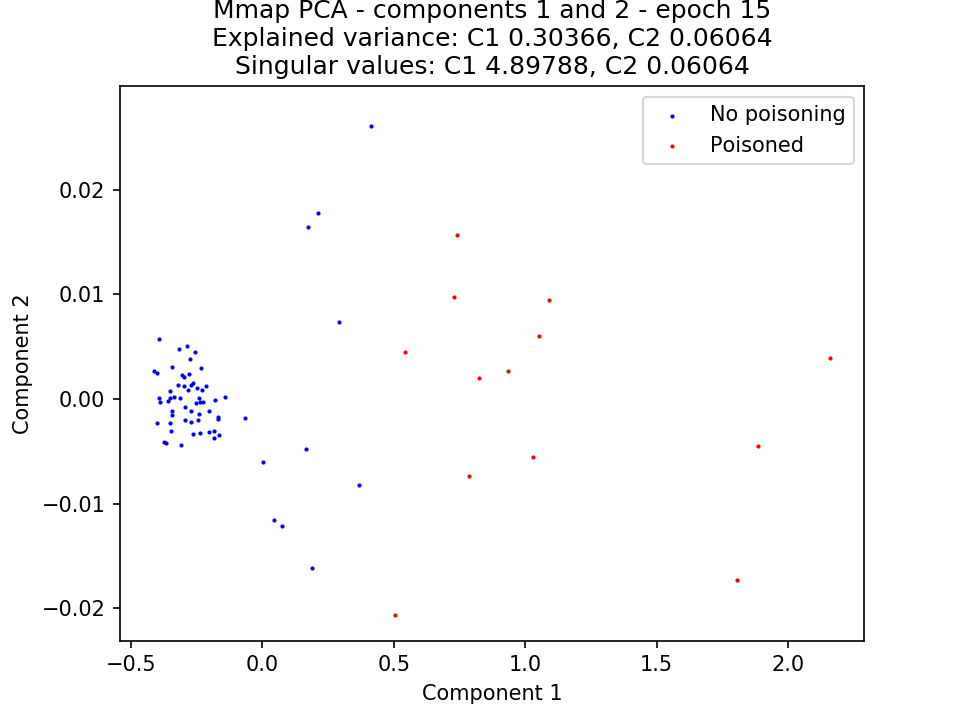 Mmap PCA - components 1 and 2 - epoch 15
Explained variance: C1 0.30366, C2 0.06064
Singular values: C1 4.89788, C2 0.06064
No poisoning
Poisoned
0.02
0.01
0.00
−0.01
−0.02
Component 2
−0.5
0.0
0.5
1.0
1.5
2.0
Component 1